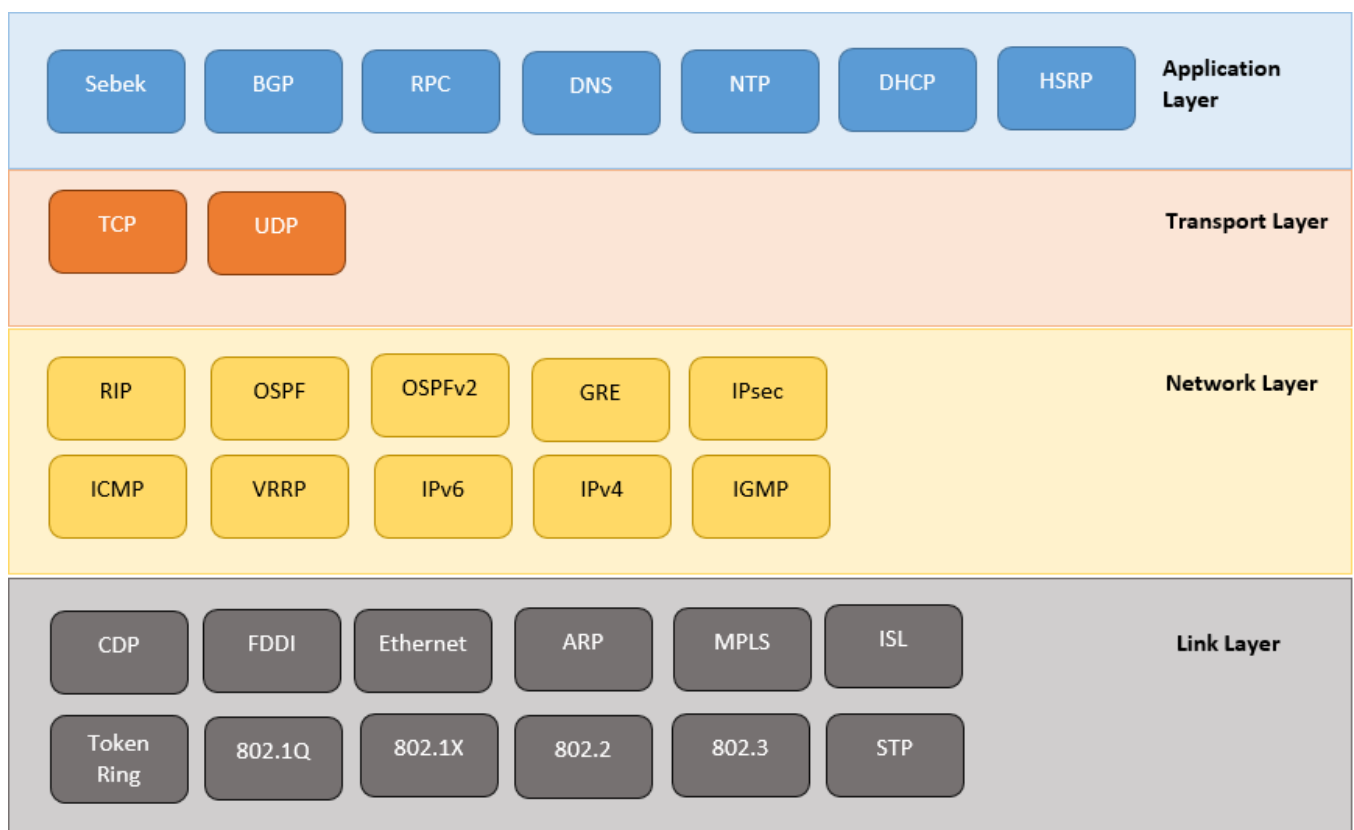 Sebek
BGP
RPC
DNS
NTP
DHCP
HSRP
Application
Layer
TCP
UDP
Transport Layer
RIP
OSPF
OSPFv2
GRE
IPsec
Network Layer
ICMP
VRRP
IPv6
IPv4
IGMP
CDP
FDDI
Ethernet
ARP
MPLS
ISL
Link Layer
Token
Ring
802.1Q
802.1X
802.2
802.3
STP